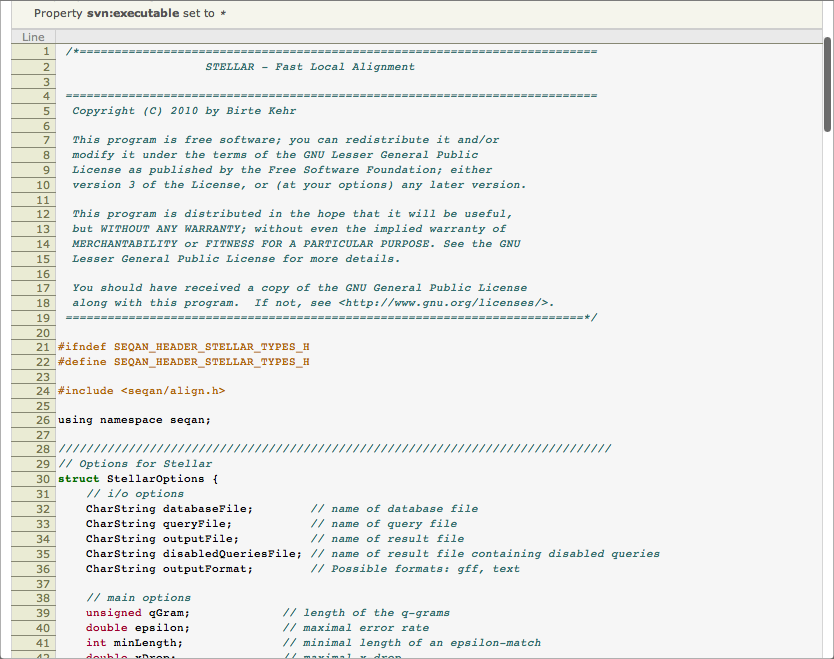 Property svn:executable set to *
Line
1 /*==========================================================================
2 STELLAR - Fast Local Alignment
3
4 ============================================================================
5 Copyright (C) 2010 by Birte Kehr
6
7 This program is free software; you can redistribute it and/or
8 modify it under the terms of the GNU Lesser General Public
9 License as published by the Free Software Foundation; either
10 version 3 of the License, or (at your options) any later version.
11
12 This program is distributed in the hope that it will be useful,
13 but WITHOUT ANY WARRANTY; without even the implied warranty of
14 MERCHANTABILITY or FITNESS FOR A PARTICULAR PURPOSE. See the GNU
15 Lesser General Public License for more details.
16
17 You should have received a copy of the GNU General Public License
18 along with this program.  If not, see <http://www.gnu.org/licenses/>.
19 ==========================================================================*/
20
21 #ifndef SEQAN_HEADER_STELLAR_TYPES_H
22 #define SEQAN_HEADER_STELLAR_TYPES_H
23
24 #include <seqan/align.h>
25
26 using namespace seqan;
27
28 ///////////////////////////////////////////////////////////////////////////////
29 // Options for Stellar
30 struct StellarOptions {
31 // i/o options
32 CharString databaseFile; // name of database file
33 CharString queryFile; // name of query file
34 CharString outputFile; // name of result file
35 CharString disabledQueriesFile; // name of result file containing disabled queries
36 CharString outputFormat; // Possible formats: gff, text
37
38 // main options
39 unsigned qGram; // length of the q-grams
40 double epsilon; // maximal error rate
41 int minLength; // minimal length of an epsilon-match
42 double xDrop; // maximal x-drop